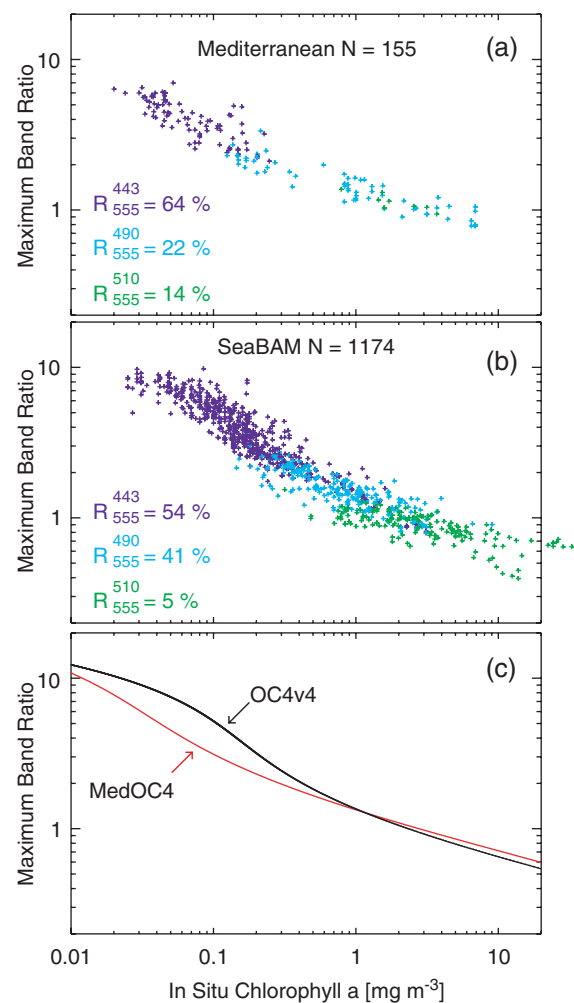 Mediterranean N = 155
(a)
10
1
Maximum Band Ratio
R 443 555 = 64 %
R 490 555 = 22 %
R 510 555 = 14 %
SeaBAM N = 1174
(b)
10
1
Maximum Band Ratio
R 443 555 = 54 %
R 490 555 = 41 %
R 510 555 = 5 %
(c)
10
1
Maximum Band Ratio
OC4v4
MedOC4
0.01 0.1 1 10
In Situ Chlorophyll a [mg m⁻³]